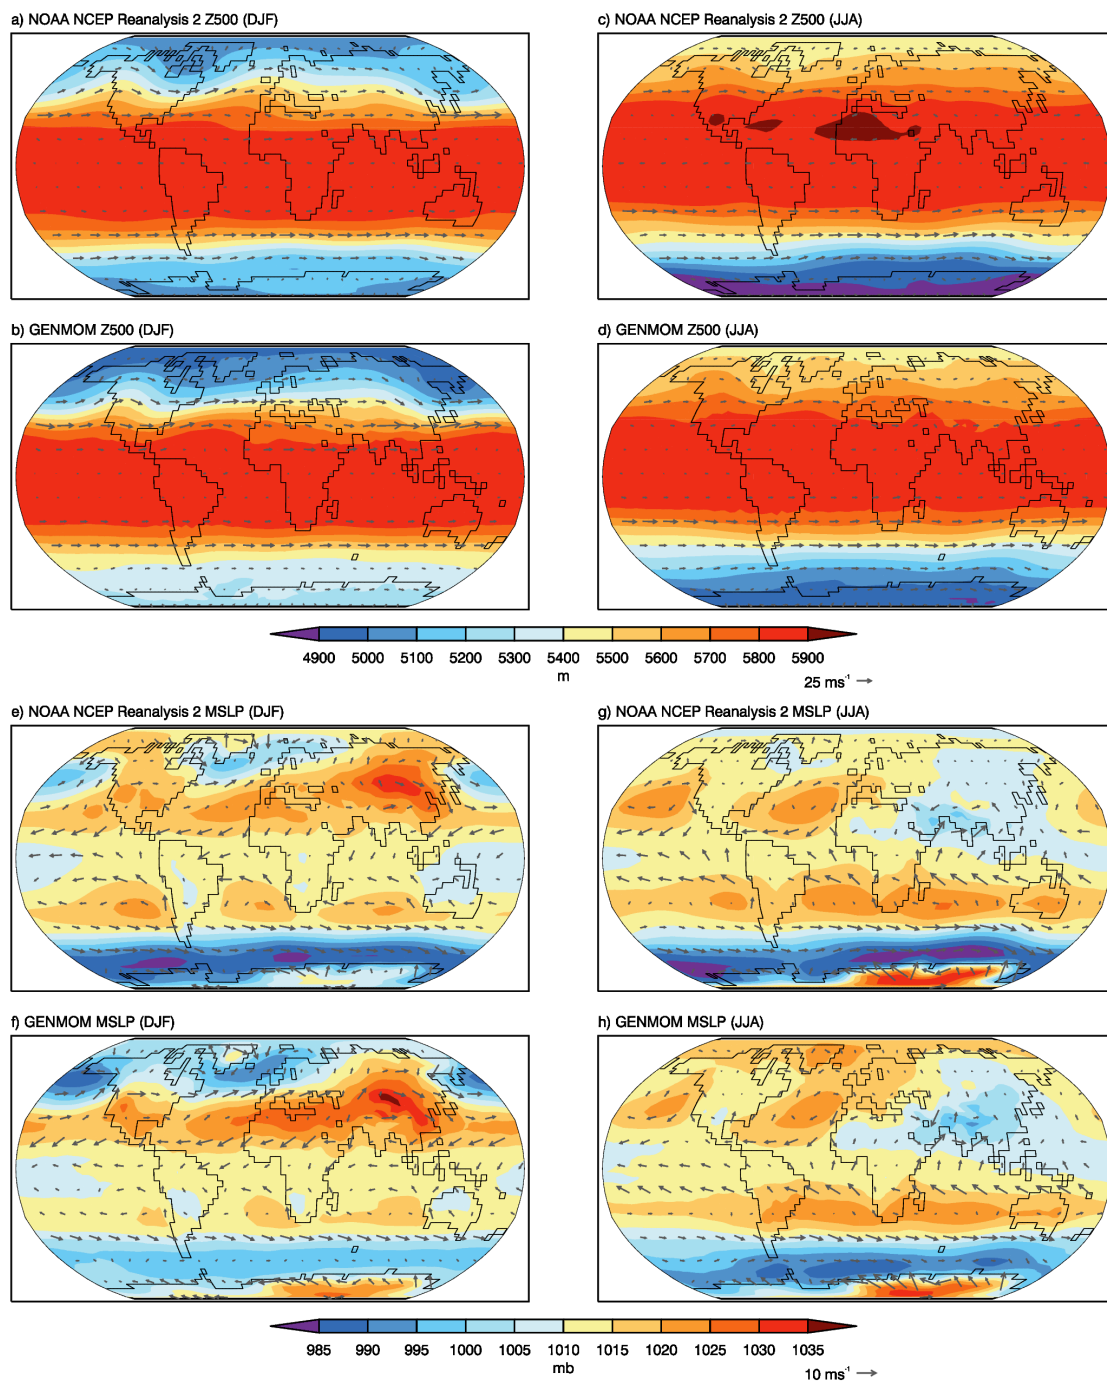 a) NOAA NCEP Reanalysis 2 Z500 (DJF)
c) NOAA NCEP Reanalysis 2 Z500 (JJA)
b) GENMOM Z500 (DJF)
d) GENMOM Z500 (JJA)
4900 5000 5100 5200 5300 5400 5500 5600 5700 5800 5900
m
25 ms⁻¹
e) NOAA NCEP Reanalysis 2 MSLP (DJF)
g) NOAA NCEP Reanalysis 2 MSLP (JJA)
f) GENMOM MSLP (DJF)
h) GENMOM MSLP (JJA)
985 990 995 1000 1005 1010 1015 1020 1025 1030 1035
mb
10 ms⁻¹